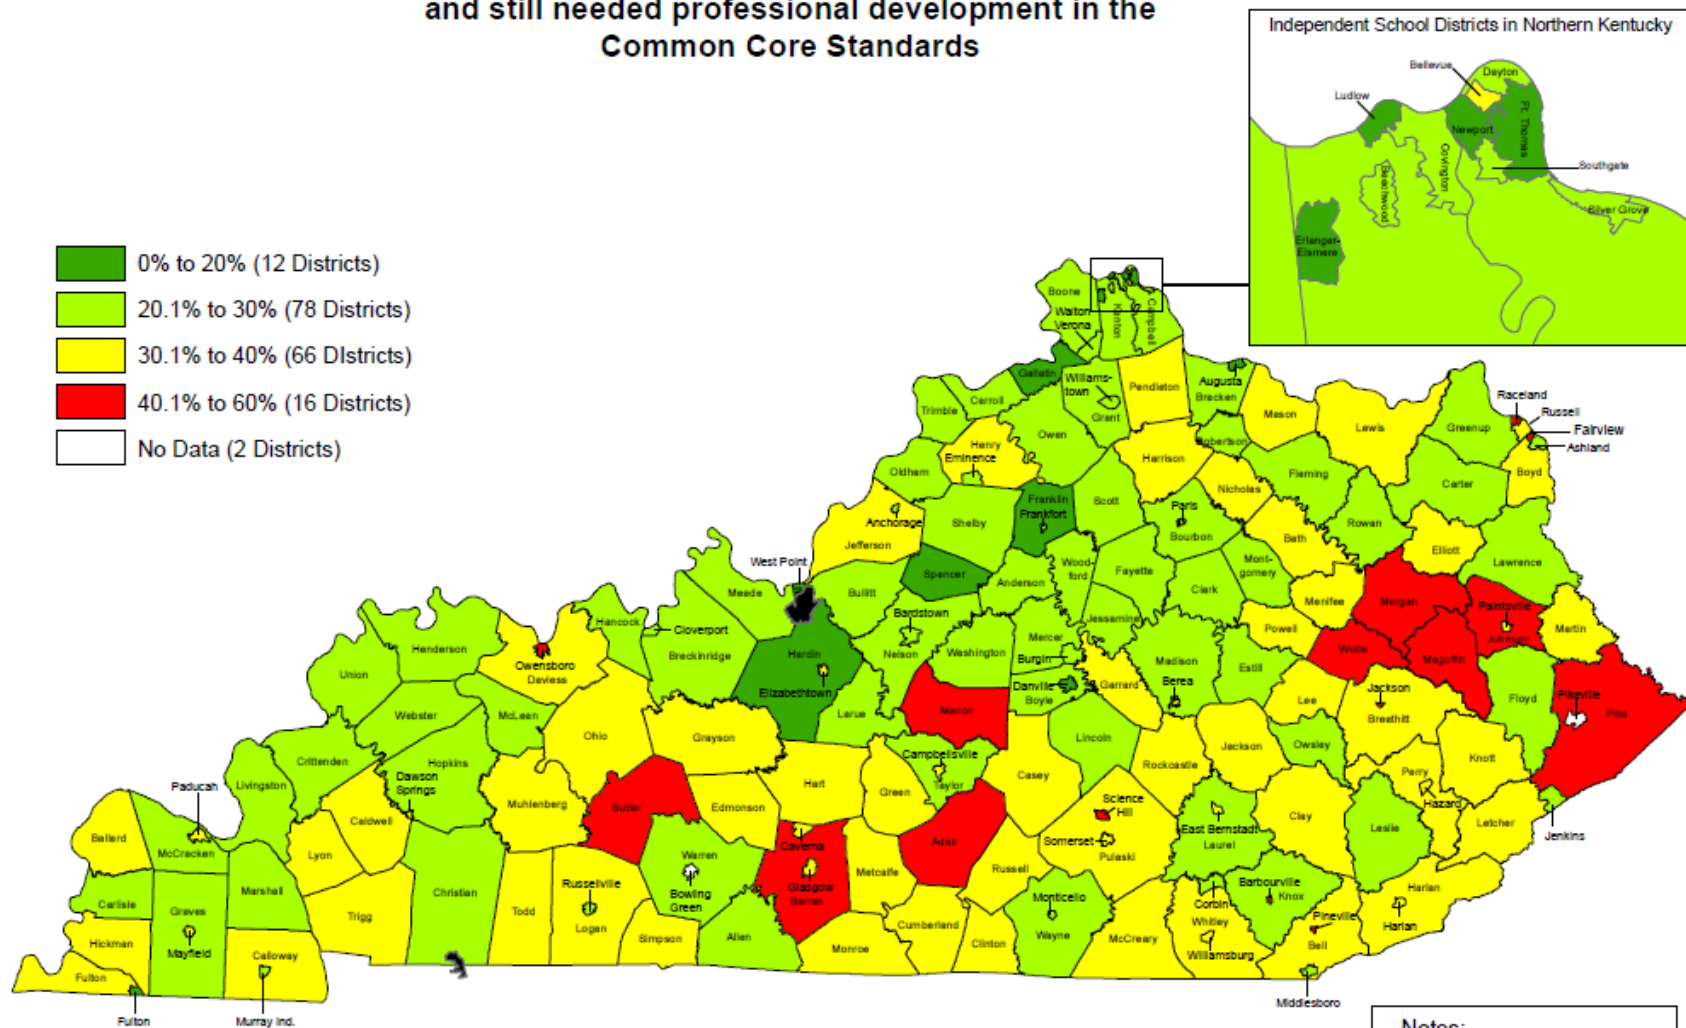 and still needed professional development in the
Common Core Standards
Independent School Districts in Northern Kentucky
Bellevue
Dayton
Ludlow
Ft. Thomas
Newport
Covington
Southgate
Beechwood
Silver Grove
Erlanger-
Elsmere
0% to 20% (12 Districts)
20.1% to 30% (78 Districts)
30.1% to 40% (66 DIstricts)
40.1% to 60% (16 Districts)
No Data (2 Districts)
Boone
Walton
Verona
Kenton
Campbell
Gallatin
Williams-
town
Grant
Pendleton
Augusta
Bracken
Mason
Lewis
Greenup
Raceland
Russell
Fairview
Ashland
Boyd
Trimble
Carroll
Owen
Henry
Eminence
Harrison
Robertson
Fleming
Nicholas
Carter
Oldham
Franklin
Frankfort
Scott
Paris
Bourbon
Rowan
Anchorage
Shelby
Jefferson
Bath
Elliott
Lawrence
West Point
Meade
Bullitt
Spencer
Anderson
Wood-
ford
Fayette
Mont-
gomery
Clark
Menifee
Morgan
Paintsville
Johnson
Martin
Hancock
Cloverport
Breckinridge
Bardstown
Nelson
Washington
Mercer
Burgin
Jessamine
Madison
Berea
Estill
Powell
Wolfe
Magoffin
Henderson
Union
Owensboro
Daviess
Hardin
Elizabethtown
Larue
Marion
Danville
Boyle
Garrard
Lee
Jackson
Breathitt
Floyd
Pikeville
Pike
Webster
McLean
Ohio
Grayson
Campbellsville
Taylor
Casey
Lincoln
Rockcastle
Jackson
Owsley
Knott
Perry
Hazard
Letcher
Jenkins
Crittenden
Hopkins
Dawson
Springs
Muhlenberg
Butler
Edmonson
Hart
Green
Adair
Science
Hill
Somerset
Pulaski
East Bernstadt
Laurel
Clay
Leslie
Livingston
Paducah
Ballard
McCracken
Caldwell
Lyon
Warren
Bowling
Green
Caverna
Glasgow
Barren
Metcalfe
Russell
Monticello
Wayne
Corbin
Whitley
Williamsburg
Barbourville
Knox
Pineville
Bell
Harlan
Harlan
Carlisle
Graves
Mayfield
Marshall
Trigg
Christian
Todd
Russellville
Logan
Simpson
Allen
Monroe
Cumberland
Clinton
McCreary
Middlesboro
Hickman
Fulton
Calloway
Fulton
Murray Ind.
Notes: